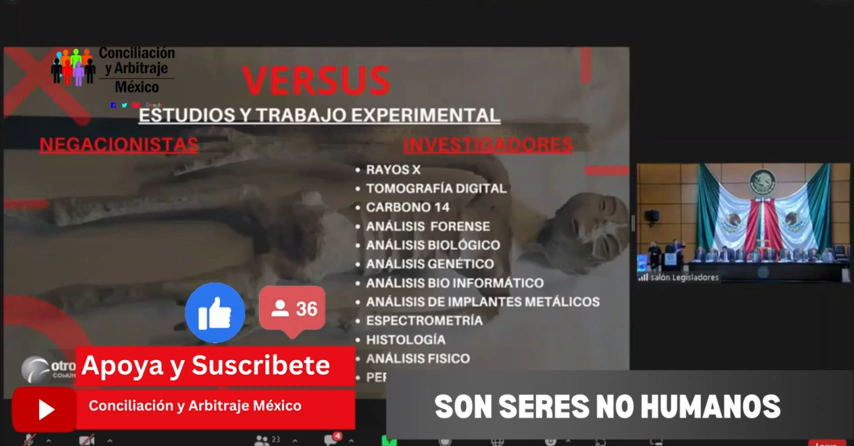 Conciliación
y Arbitraje
México
VERSUS
ESTUDIOS Y TRABAJO EXPERIMENTAL
NEGACIONISTAS
INVESTIGADORES
• RAYOS X
• TOMOGRAFÍA DIGITAL
• CARBONO 14
• ANÁLISIS FORENSE
• ANÁLISIS BIOLÓGICO
• ANÁLISIS GENÉTICO
• ANÁLISIS BIO INFORMÁTICO
• ANÁLISIS DE IMPLANTES METÁLICOS
• ESPECTROMETRÍA
• HISTOLOGÍA
• ANÁLISIS FISICO
salón Legisladores
36
Apoya y Suscribete
Conciliación y Arbitraje México
SON SERES NO HUMANOS
23
4